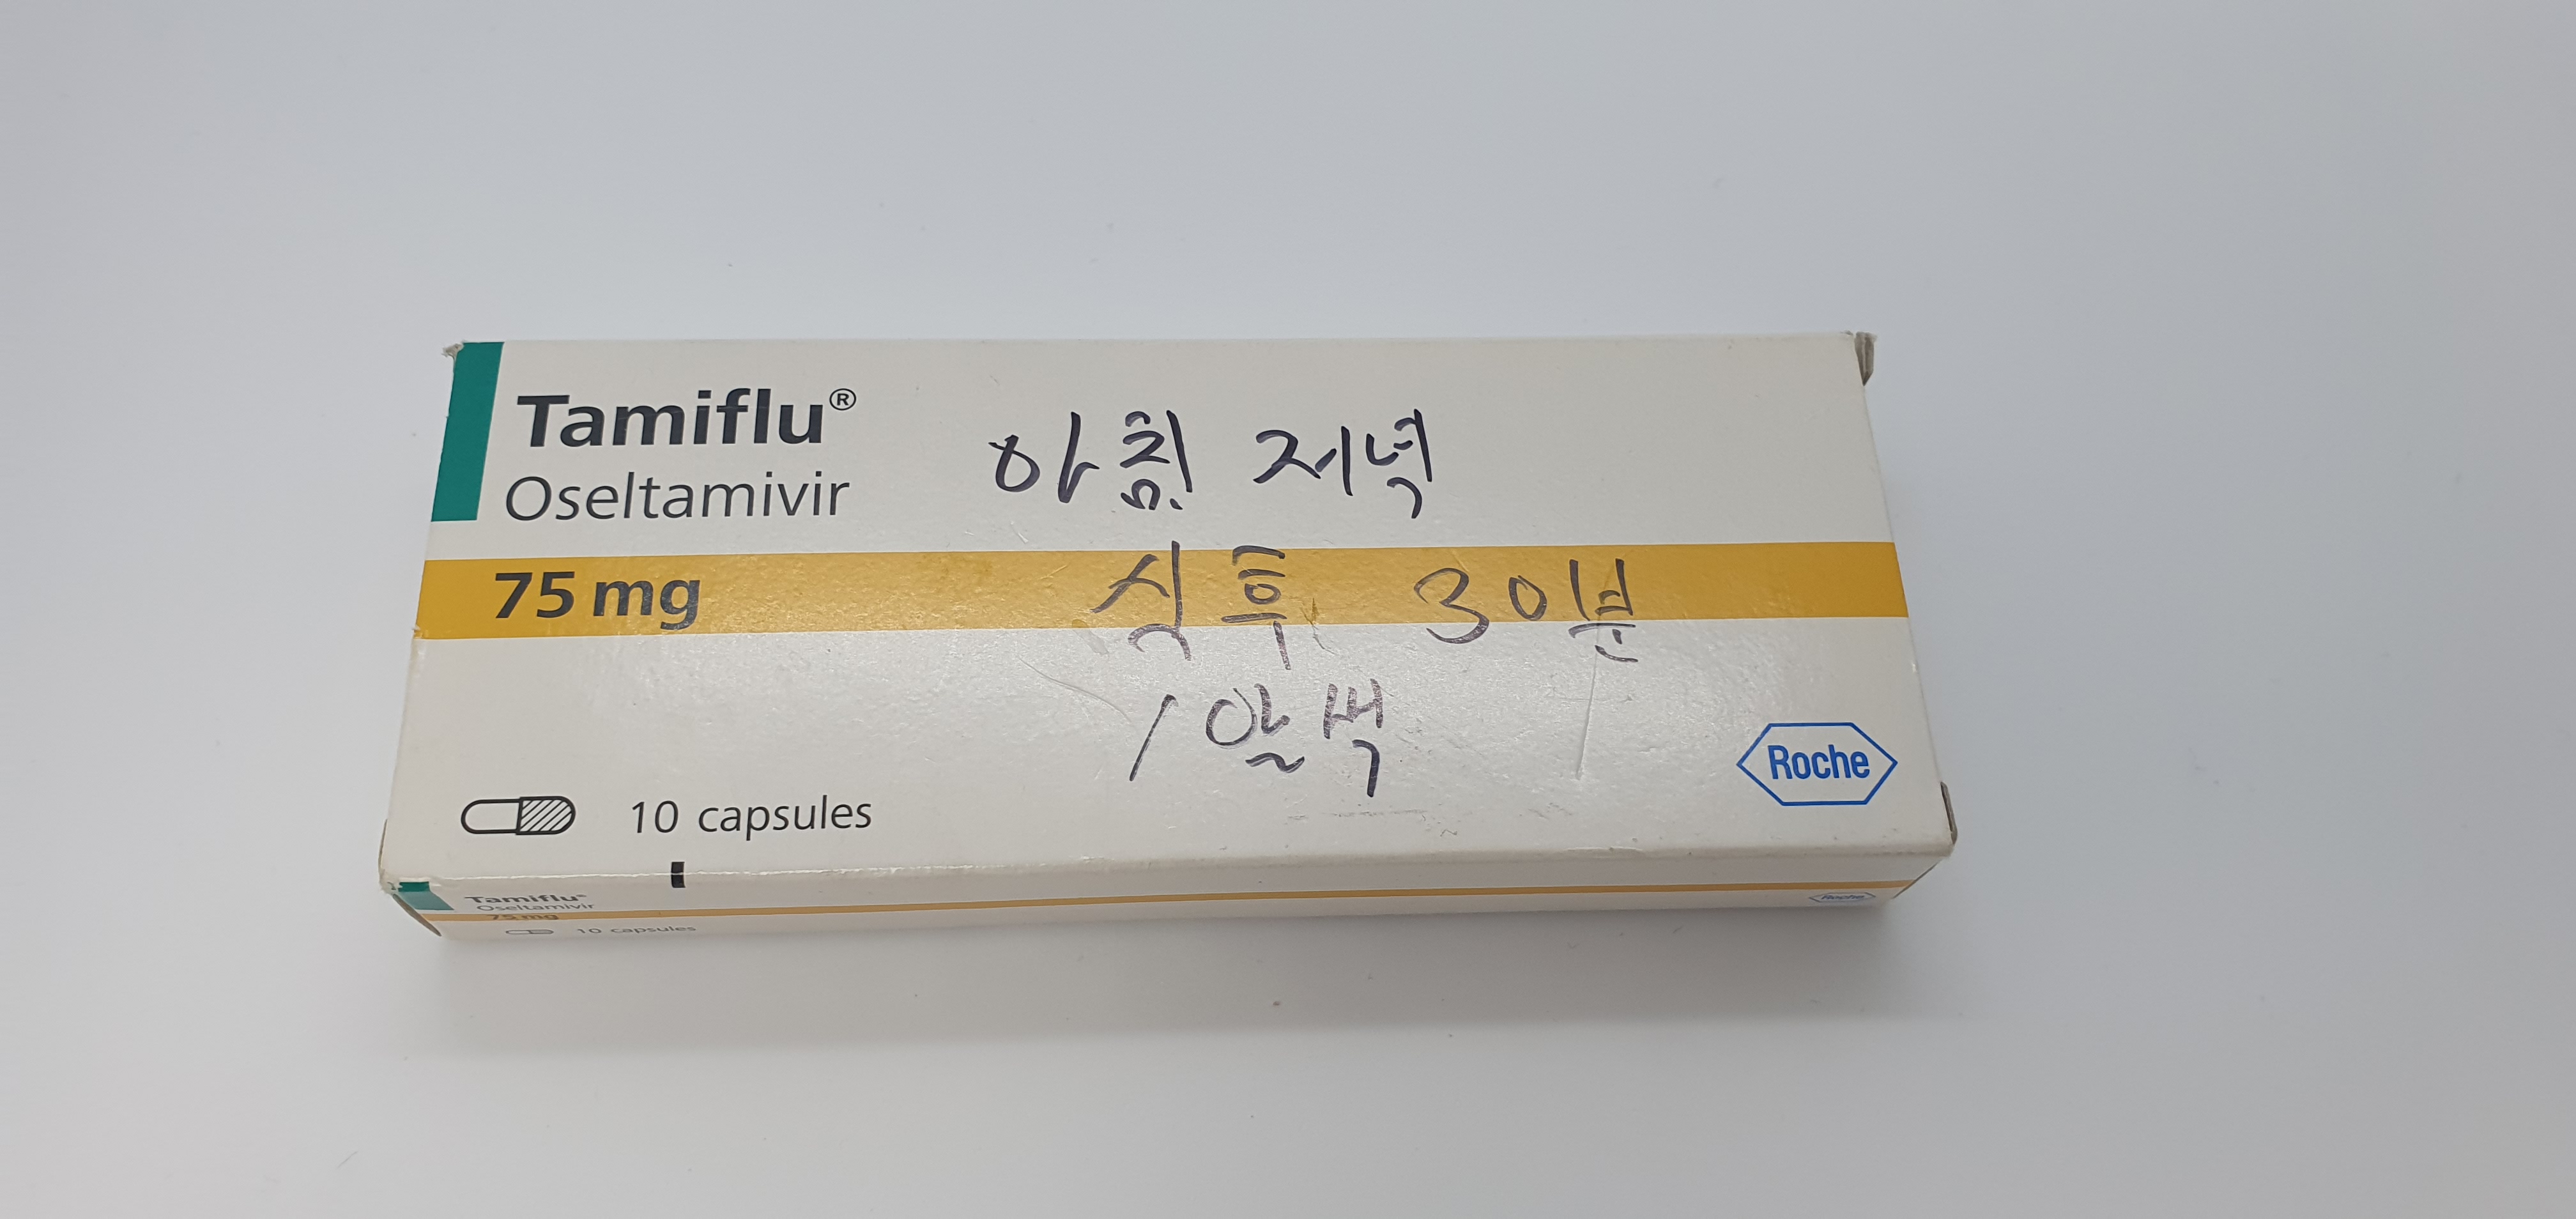 Tamiflu®
Oseltamivir
75 mg
10 capsules
아침 저녁
식후 30분
1알씩
Roche
Tamiflu®
Oseltamivir
75 mg
10 capsules
Roche